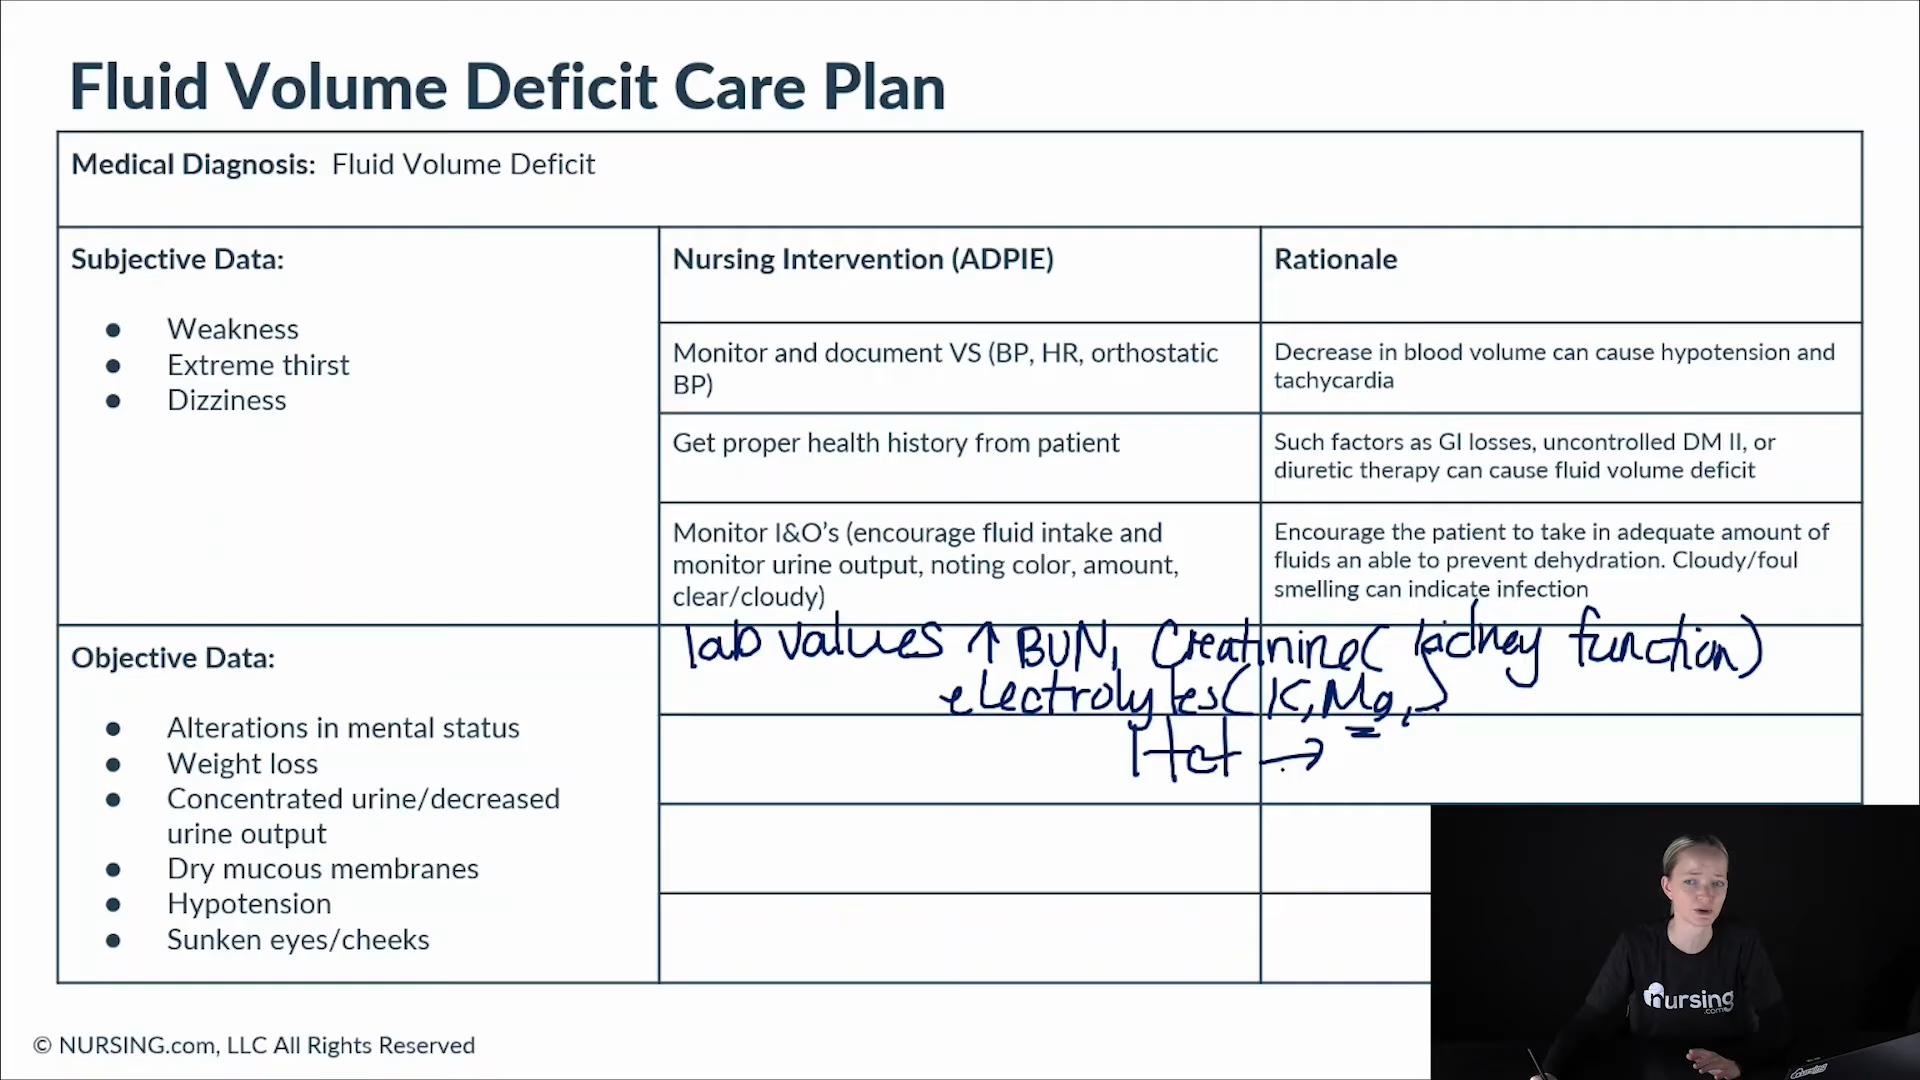 Fluid Volume Deficit Care Plan
Medical Diagnosis: Fluid Volume Deficit
Subjective Data:
● Weakness
● Extreme thirst
● Dizziness
Nursing Intervention (ADPIE)
Rationale
Monitor and document VS (BP, HR, orthostatic
BP)
Decrease in blood volume can cause hypotension and
tachycardia
Get proper health history from patient
Such factors as GI losses, uncontrolled DM II, or
diuretic therapy can cause fluid volume deficit
Monitor I&O’s (encourage fluid intake and
monitor urine output, noting color, amount,
clear/cloudy)
Encourage the patient to take in adequate amount of
fluids an able to prevent dehydration. Cloudy/foul
smelling can indicate infection
lab values ↑ BUN, Creatinine( kidney function)
electrolytes( K, Mg,)
Hct →
Objective Data:
● Alterations in mental status
● Weight loss
● Concentrated urine/decreased
urine output
● Dry mucous membranes
● Hypotension
● Sunken eyes/cheeks
nursing
.com
© NURSING.com, LLC All Rights Reserved